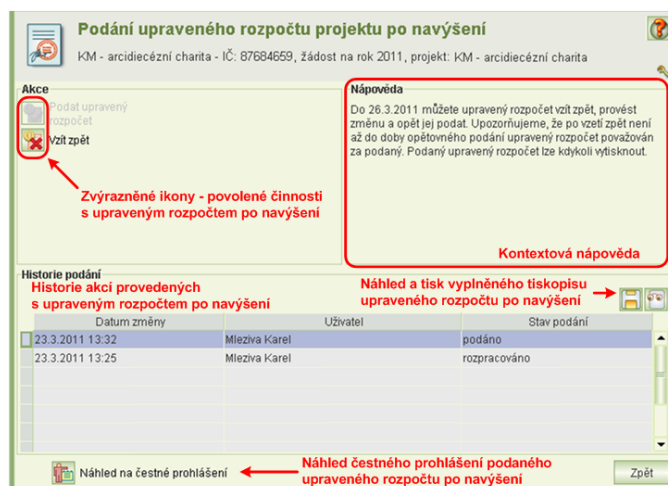 Podání upraveného rozpočtu projektu po navýšení
KM - arcidiecézní charita - IČ: 87684659, žádost na rok 2011, projekt: KM - arcidiecézní charita
Akce
Podat upravený
rozpočet
Vzít zpět
Zvýrazněné ikony - povolené činnosti
s upraveným rozpočtem po navýšení
Nápověda
Do 26.3.2011 můžete upravený rozpočet vzít zpět, provést
změnu a opět jej podat. Upozorňujeme, že po vzetí zpět není
až do doby opětovného podání upravený rozpočet považován
za podaný. Podaný upravený rozpočet lze kdykoli vytisknout.
Kontextová nápověda
Historie podání
Historie akcí provedených
s upraveným rozpočtem po navýšení
Náhled a tisk vyplněného tiskopisu
upraveného rozpočtu po navýšení
Datum změny Uživatel Stav podání
23.3.2011 13:32 Mleziva Karel podáno
23.3.2011 13:25 Mleziva Karel rozpracováno
Náhled na čestné prohlášení
Náhled čestného prohlášení podaného
upraveného rozpočtu po navýšení
Zpět